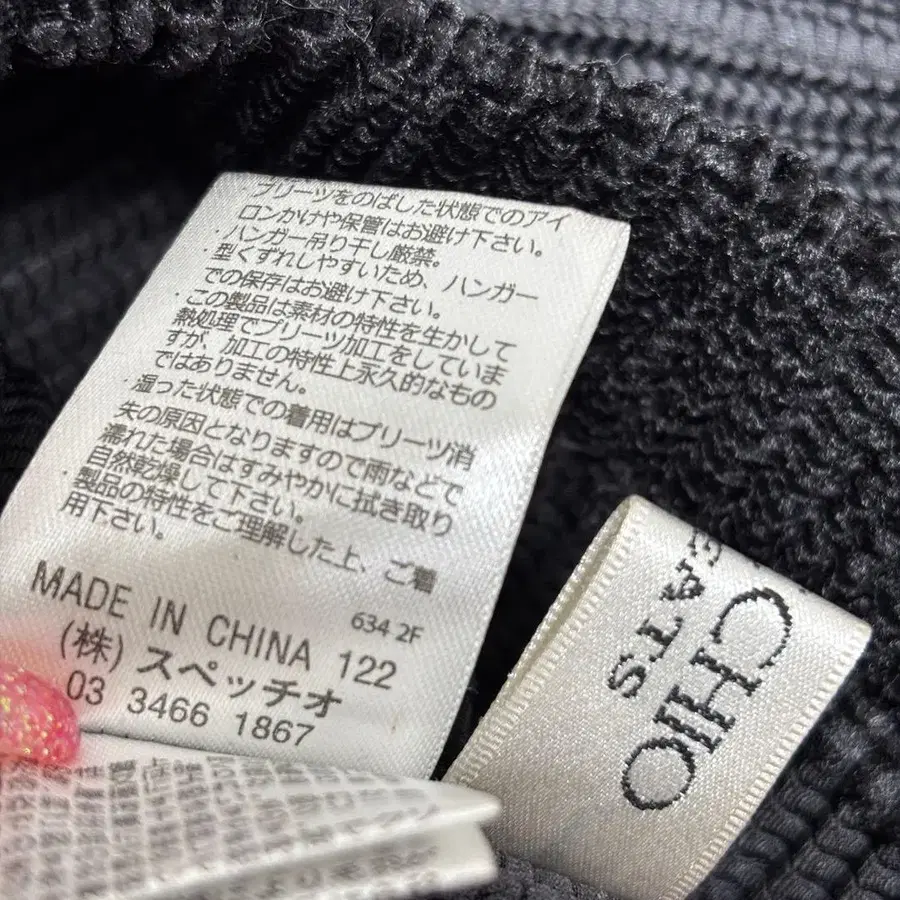 ・プリーツをのばした状態でのアイ
ロンかけや保管はお避け下さい。
・ハンガー吊り干し厳禁。
型くずれしやすいため、ハンガー
での保存はお避け下さい。
・この製品は素材の特性を生かして
熱処理でプリーツ加工をしていま
すが、加工の特性上永久的なもの
ではありません。
・湿った状態での着用はプリーツ消
失の原因となりますので雨などで
濡れた場合はすみやかに拭き取り
自然乾燥して下さい。
製品の特性をご理解した上、ご着
用下さい。
634 2F
MADE IN CHINA 122
(株) スペッチオ
03 3466 1867
CHIO